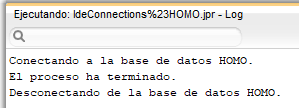 Ejecutando: IdeConnections%23HOMO.jpr - Log
Conectando a la base de datos HOMO.
El proceso ha terminado.
Desconectando de la base de datos HOMO.